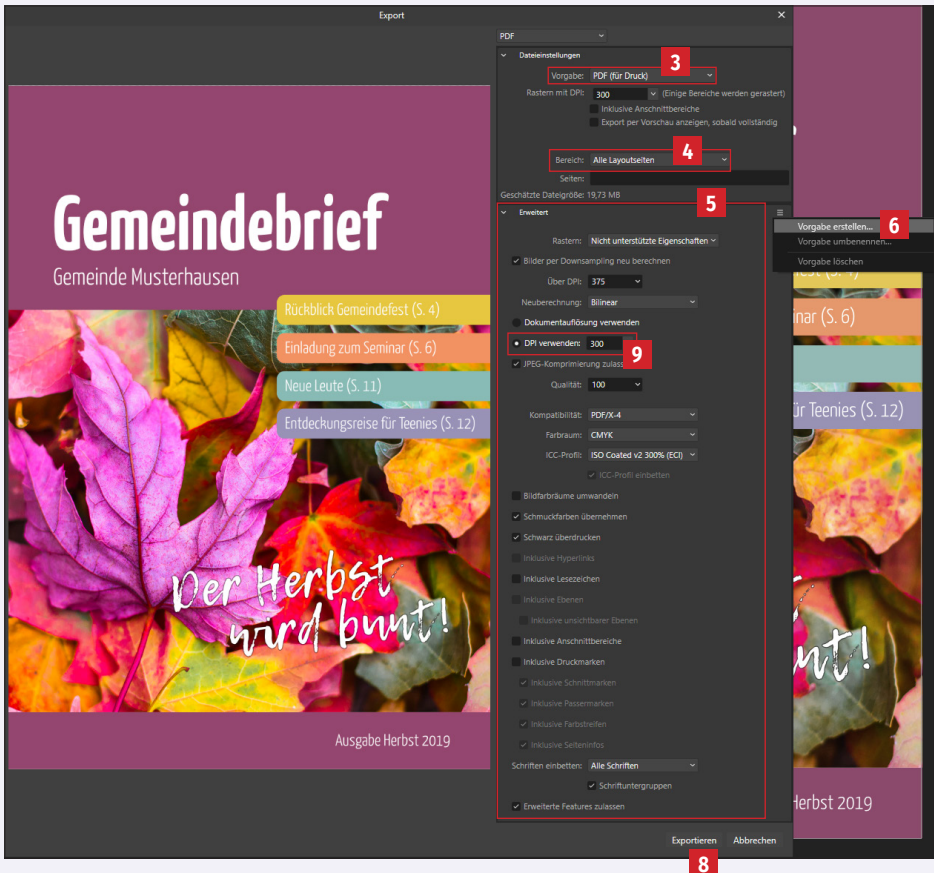 Export
PDF
Dateieinstellungen
3
Vorgabe: PDF (für Druck)
Rastern mit DPI: 300 (Einige Bereiche werden gerastert)
Inklusive Anschnittbereiche
Export per Vorschau anzeigen, sobald vollständig
4
Bereich: Alle Layoutseiten
Seiten:
Geschätzte Dateigröße: 19,73 MB
5
Erweitert
Vorgabe erstellen... 6
Vorgabe umbenennen...
Vorgabe löschen
Rastern: Nicht unterstützte Eigenschaften
Bilder per Downsampling neu berechnen
Über DPI: 375
Neuberechnung: Bilinear
Dokumentauflösung verwenden
DPI verwenden: 300
9
JPEG-Komprimierung
Qualität: 100
Kompatibilität: PDF/X-4
Farbraum: CMYK
ICC-Profil: ISO Coated v2 300% (ECI)
ICC-Profil einbetten
Bildfarbräume umwandeln
Schmuckfarben übernehmen
Schwarz überdrucken
Inklusive Hyperlinks
Inklusive Lesezeichen
Inklusive Ebenen
Inklusive unsichtbarer Ebenen
Inklusive Anschnittbereiche
Inklusive Druckmarken
Inklusive Schnittmarken
Inklusive Passermarken
Inklusive Farbstreifen
Inklusive Seiteninfos
Schriften einbetten: Alle Schriften
Schriftuntergruppen
Erweiterte Features zulassen
Exportieren Abbrechen
8
Gemeindebrief
Gemeinde Musterhausen
Rückblick Gemeindefest (S. 4)
Einladung zum Seminar (S. 6)
Neue Leute (S. 11)
Entdeckungsreise für Teenies (S. 12)
Der Herbst
wird bunt!
Ausgabe Herbst 2019
(S. 6)
für Teenies (S. 12)
Herbst 2019